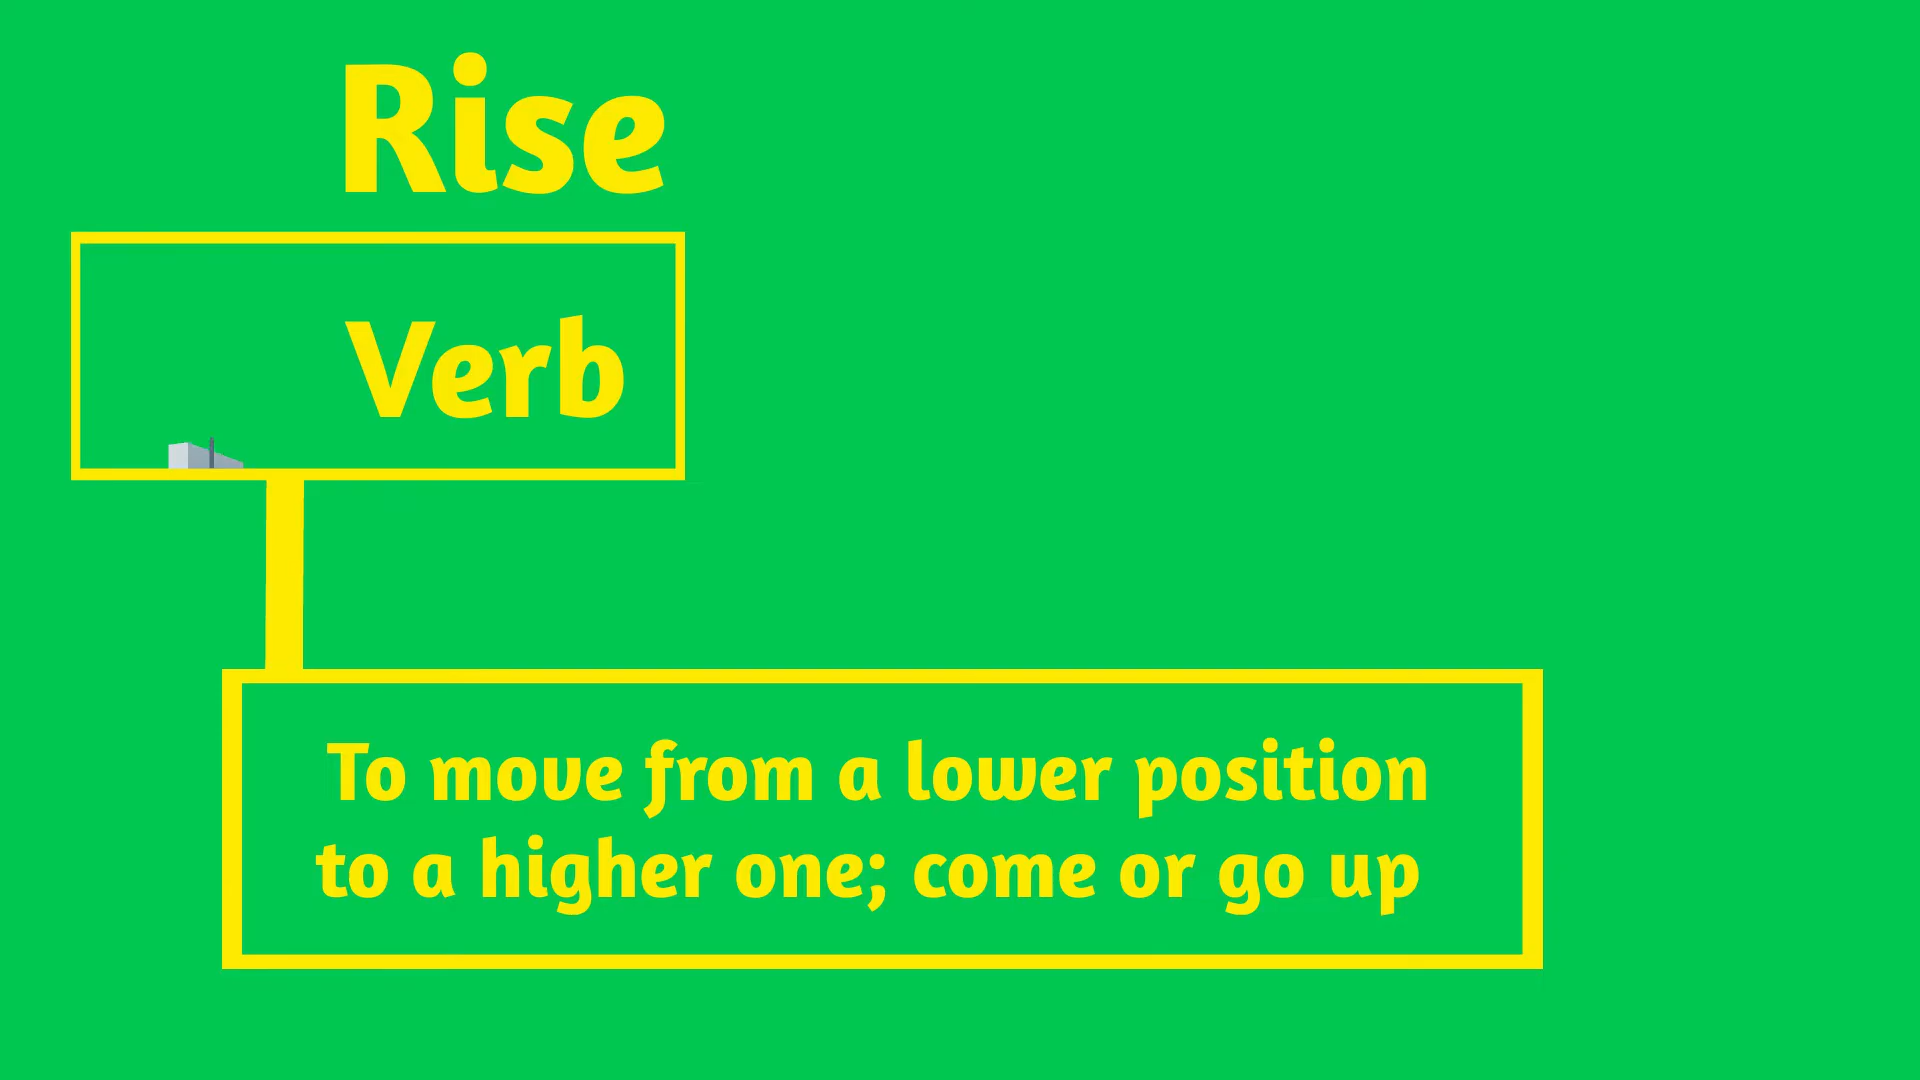 Rise
Verb
To move from a lower position
to a higher one; come or go up